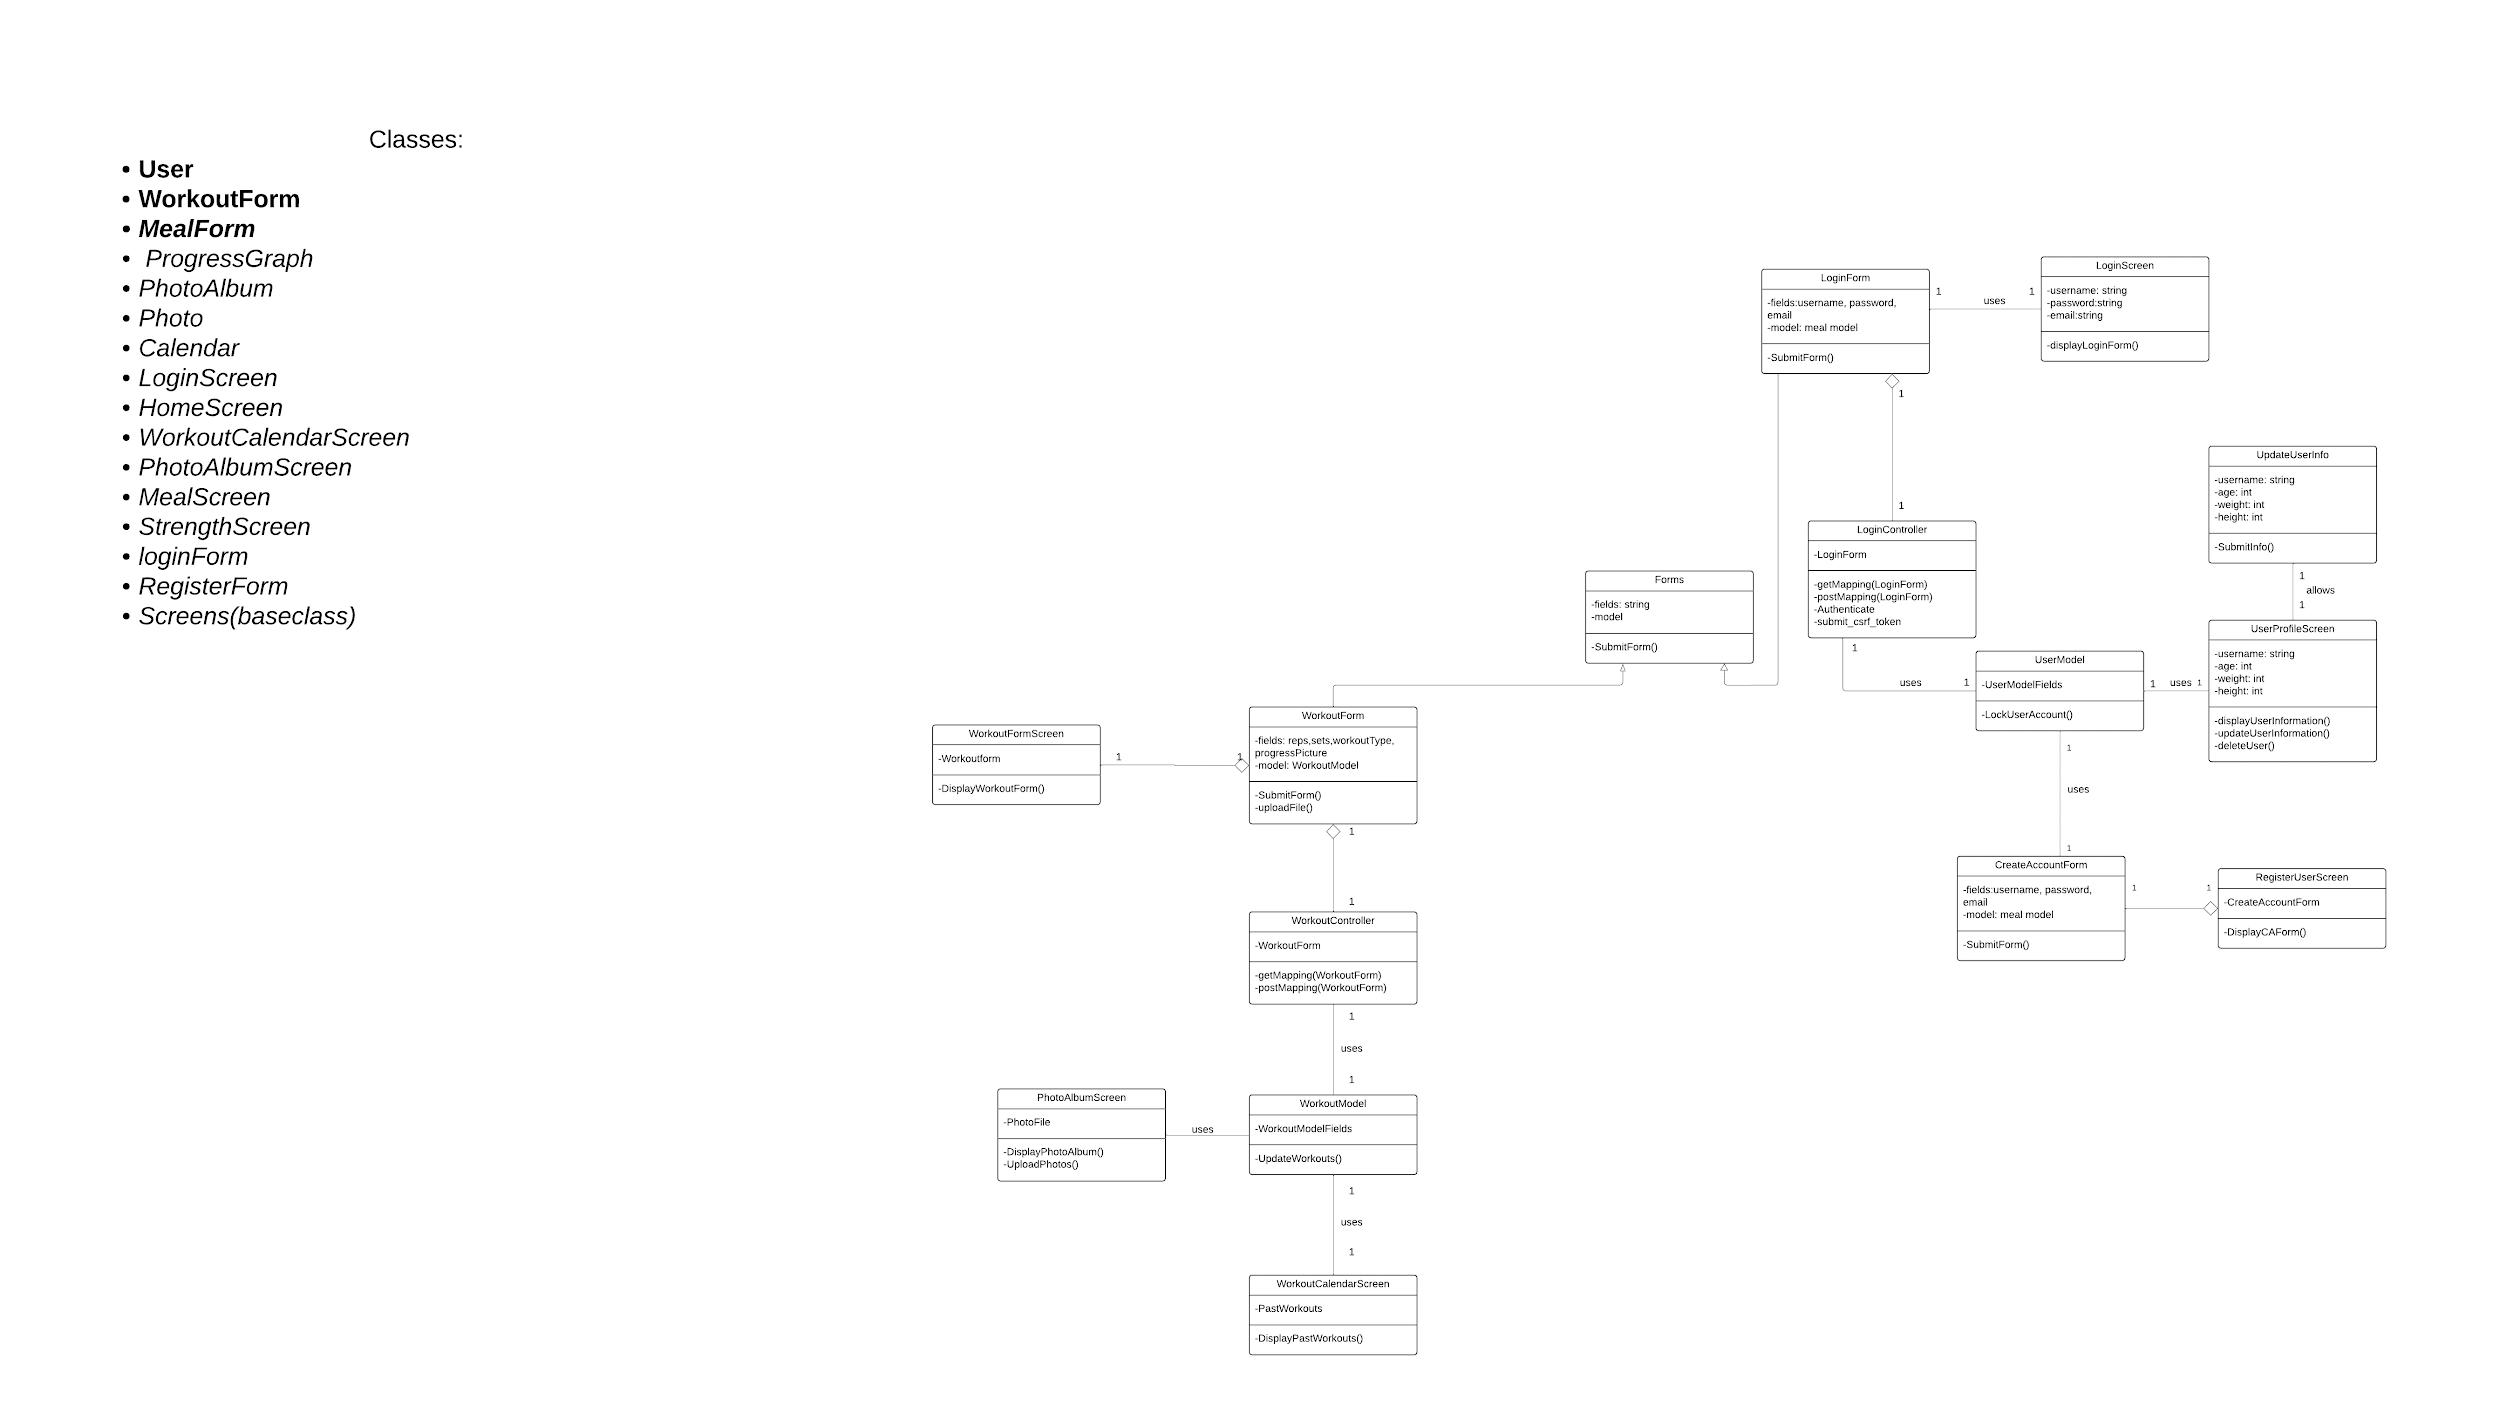 Classes:
• User
• WorkoutForm
• MealForm
• ProgressGraph
• PhotoAlbum
• Photo
• Calendar
• LoginScreen
• HomeScreen
• WorkoutCalendarScreen
• PhotoAlbumScreen
• MealScreen
• StrengthScreen
• loginForm
• RegisterForm
• Screens(baseclass)
LoginForm
-fields:username, password,
email
-model: meal model
-SubmitForm()
1
uses
1
LoginScreen
-username: string
-password:string
-email:string
-displayLoginForm()
1
1
LoginController
-LoginForm
-getMapping(LoginForm)
-postMapping(LoginForm)
-Authenticate
-submit_csrf_token
1
uses
1
UpdateUserInfo
-username: string
-age: int
-weight: int
-height: int
-SubmitInfo()
1
allows
1
UserProfileScreen
-username: string
-age: int
-weight: int
-height: int
-displayUserInformation()
-updateUserInformation()
-deleteUser()
Forms
-fields: string
-model
-SubmitForm()
UserModel
-UserModelFields
-LockUserAccount()
1
uses
1
1
uses
1
CreateAccountForm
-fields:username, password,
email
-model: meal model
-SubmitForm()
1
1
RegisterUserScreen
-CreateAccountForm
-DisplayCAForm()
WorkoutFormScreen
-Workoutform
-DisplayWorkoutForm()
1
1
WorkoutForm
-fields: reps,sets,workoutType,
progressPicture
-model: WorkoutModel
-SubmitForm()
-uploadFile()
1
1
WorkoutController
-WorkoutForm
-getMapping(WorkoutForm)
-postMapping(WorkoutForm)
1
uses
1
PhotoAlbumScreen
-PhotoFile
-DisplayPhotoAlbum()
-UploadPhotos()
uses
WorkoutModel
-WorkoutModelFields
-UpdateWorkouts()
1
uses
1
WorkoutCalendarScreen
-PastWorkouts
-DisplayPastWorkouts()